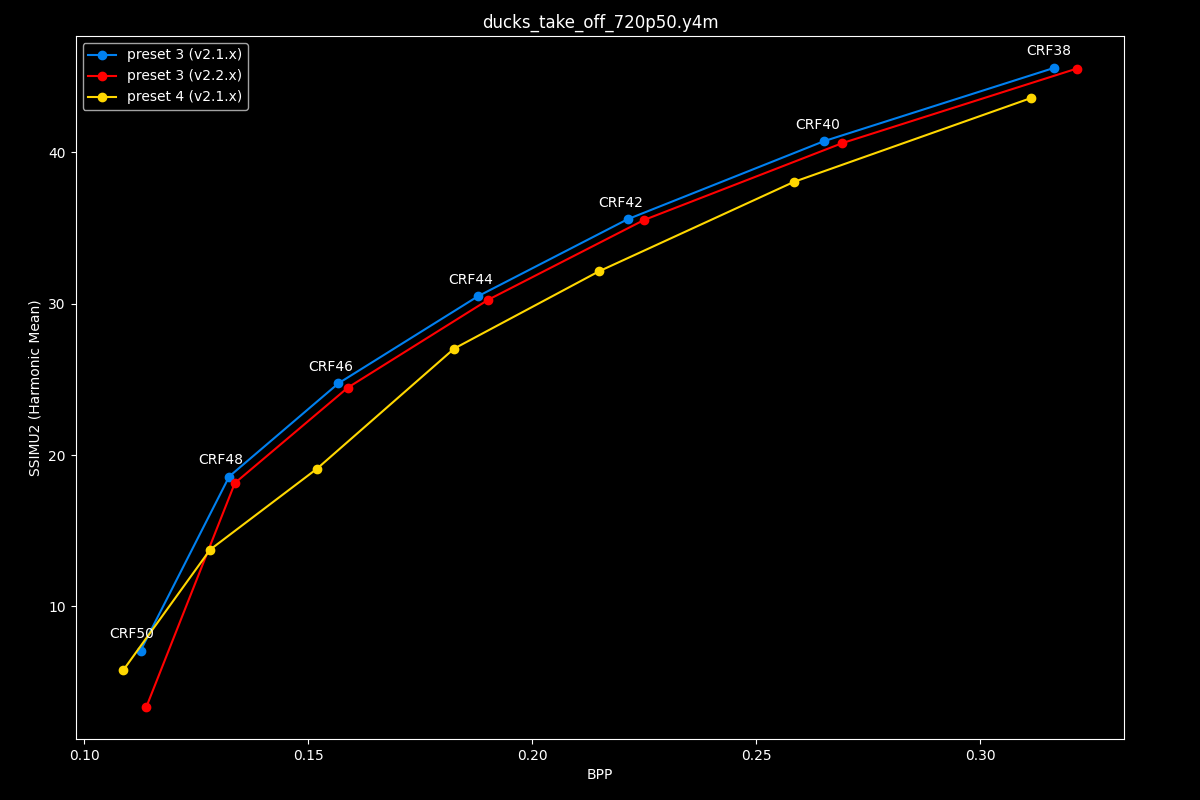 ducks_take_off_720p50.y4m
preset 3 (v2.1.x)
preset 3 (v2.2.x)
preset 4 (v2.1.x)
CRF38
CRF40
CRF42
CRF44
CRF46
CRF48
CRF50
40
30
20
10
SSIMU2 (Harmonic Mean)
0.10 0.15 0.20 0.25 0.30
BPP